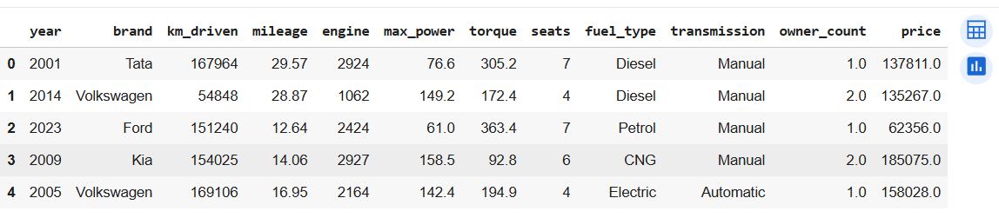 year brand km_driven mileage engine max_power torque seats fuel_type transmission owner_count price
0 2001 Tata 167964 29.57 2924 76.6 305.2 7 Diesel Manual 1.0 137811.0
1 2014 Volkswagen 54848 28.87 1062 149.2 172.4 4 Diesel Manual 2.0 135267.0
2 2023 Ford 151240 12.64 2424 61.0 363.4 7 Petrol Manual 1.0 62356.0
3 2009 Kia 154025 14.06 2927 158.5 92.8 6 CNG Manual 2.0 185075.0
4 2005 Volkswagen 169106 16.95 2164 142.4 194.9 4 Electric Automatic 1.0 158028.0